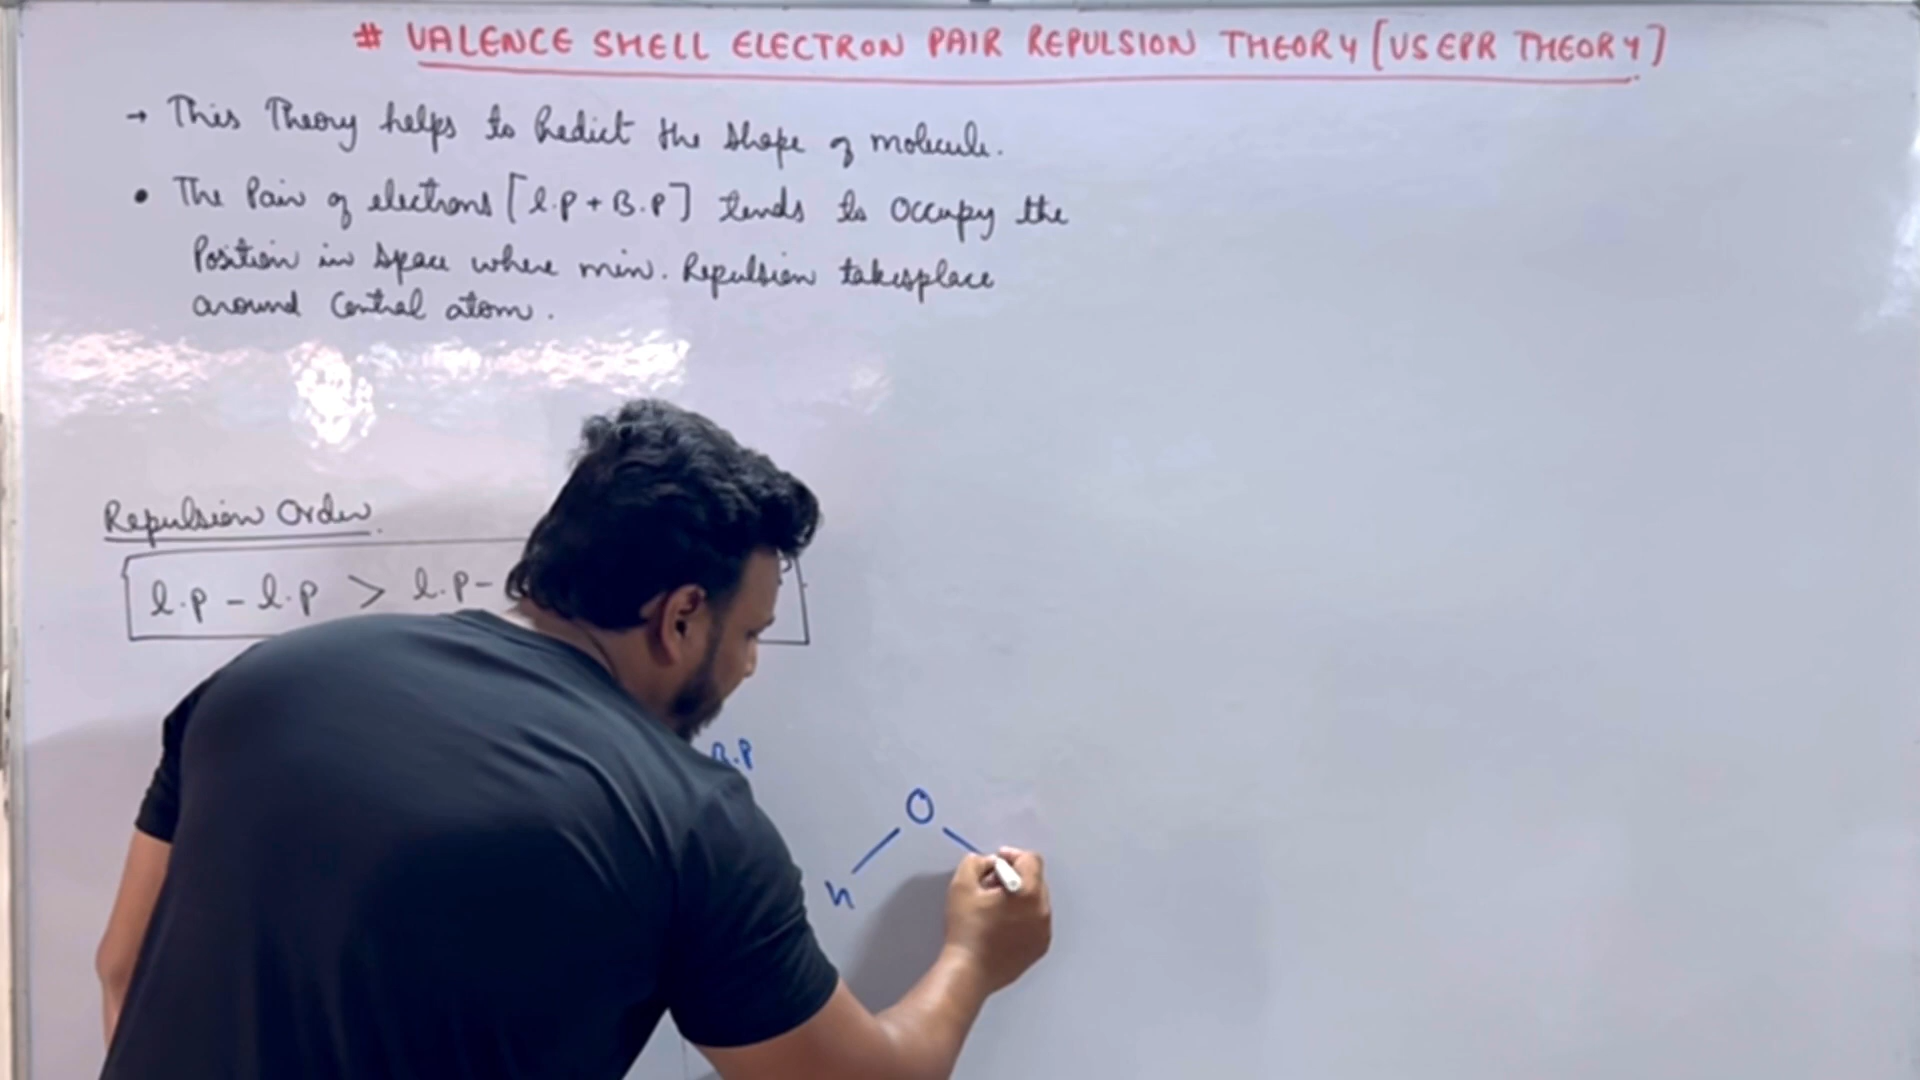 # VALENCE SHELL ELECTRON PAIR REPULSION THEORY [VSEPR THEORY]
→ This Theory helps to Predict the shape of molecule.
• The Pair of electrons [l.p + B.P] tends to occupy the
Position in space where min. Repulsion takesplace
around Central atom.
Repulsion Order.
l.p - l.p > l.p -
B.P
O
H